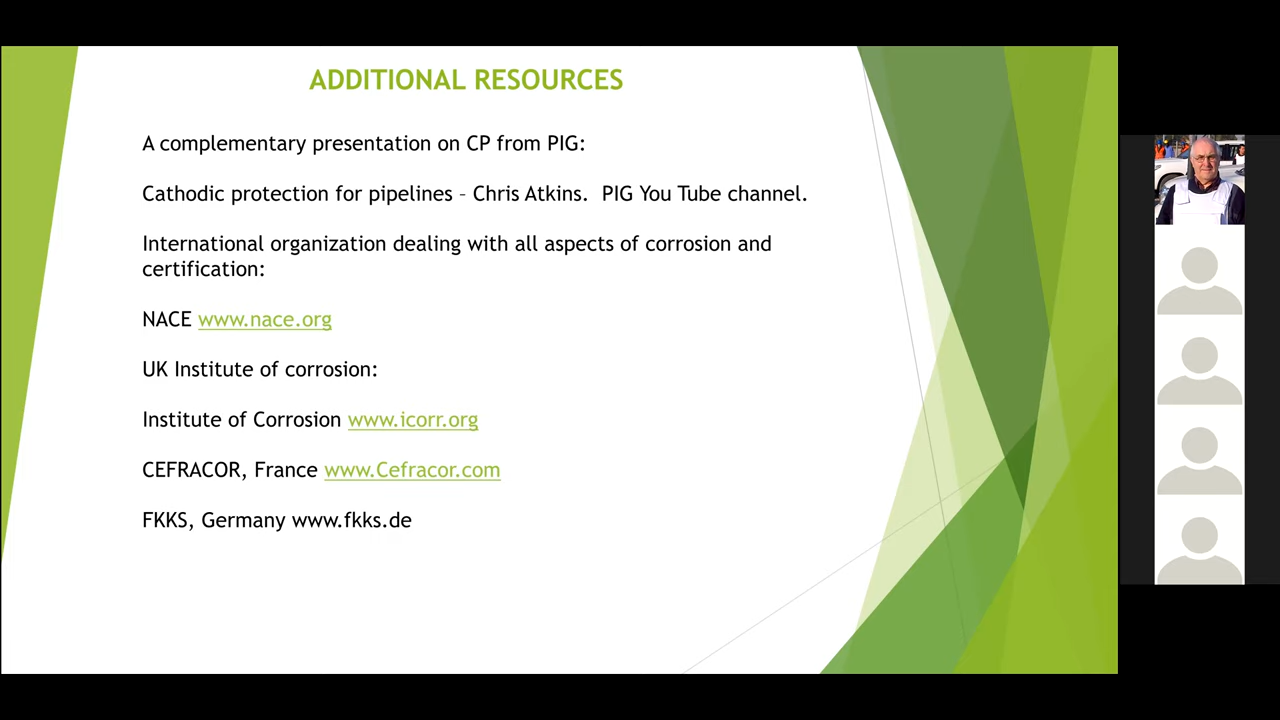 ADDITIONAL RESOURCES
A complementary presentation on CP from PIG:
Cathodic protection for pipelines – Chris Atkins.  PIG You Tube channel.
International organization dealing with all aspects of corrosion and
certification:
NACE www.nace.org
UK Institute of corrosion:
Institute of Corrosion www.icorr.org
CEFRACOR, France www.Cefracor.com
FKKS, Germany www.fkks.de